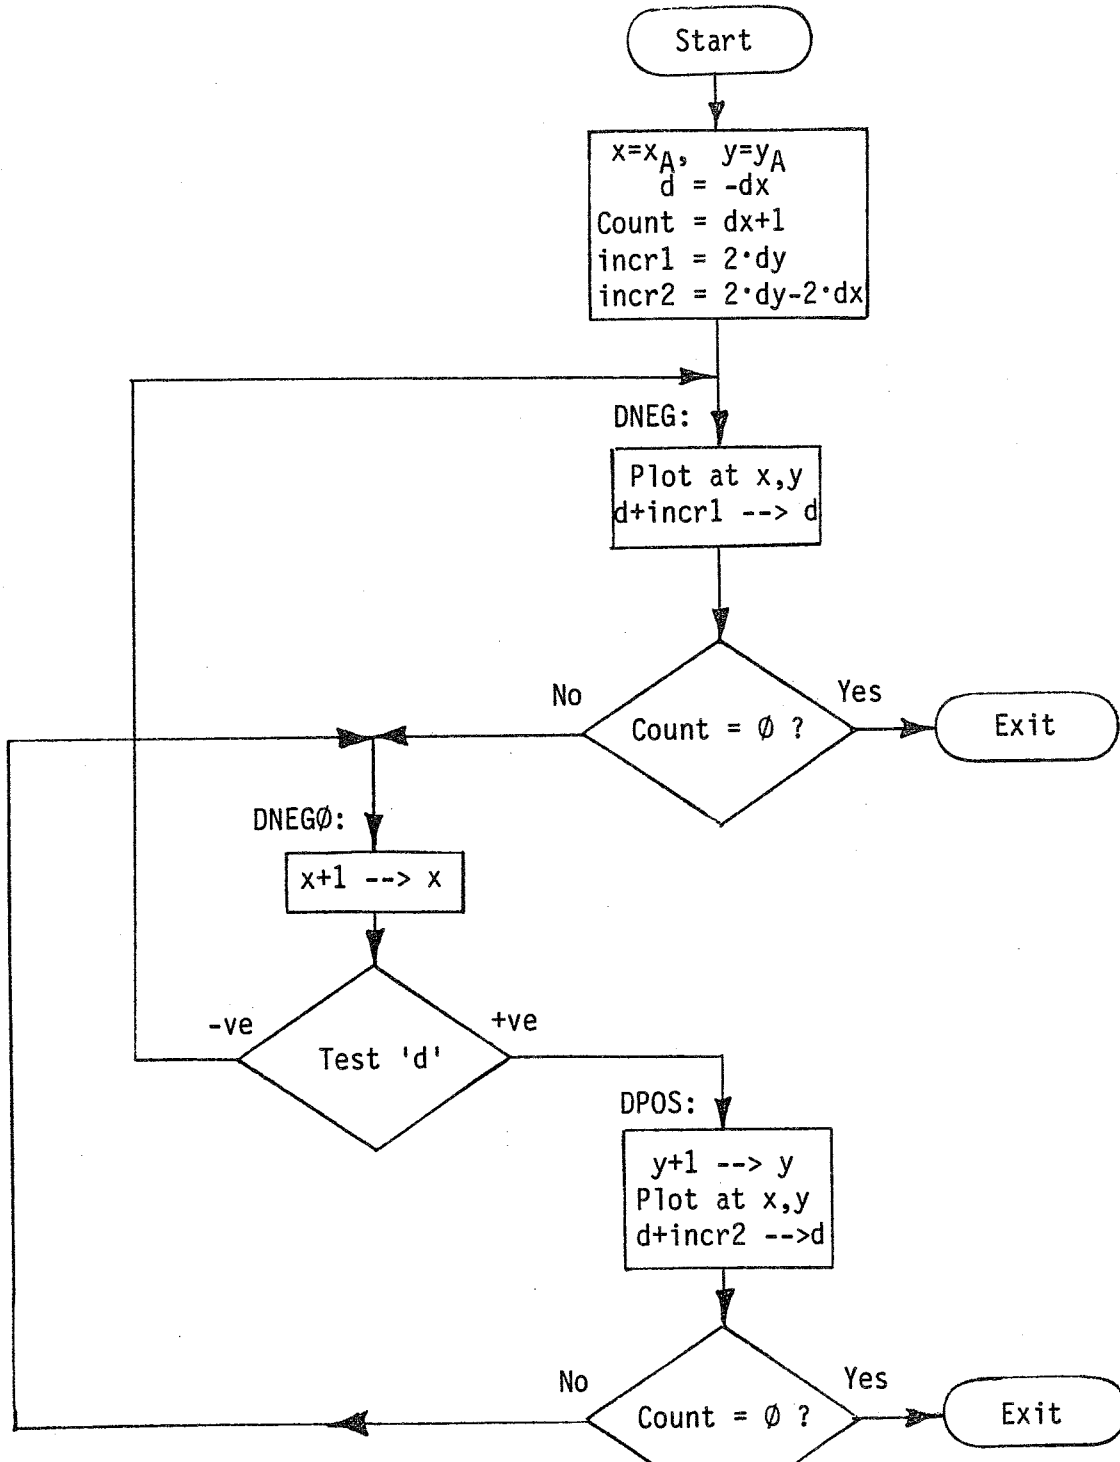 Start
x=xA, y=yA
d = -dx
Count = dx+1
incr1 = 2·dy
incr2 = 2·dy-2·dx
DNEG:
Plot at x,y
d+incr1 --> d
No
Yes
Count = Ø ?
Exit
DNEGØ:
x+1 --> x
-ve
+ve
Test 'd'
DPOS:
y+1 --> y
Plot at x,y
d+incr2 -->d
No
Yes
Count = Ø ?
Exit